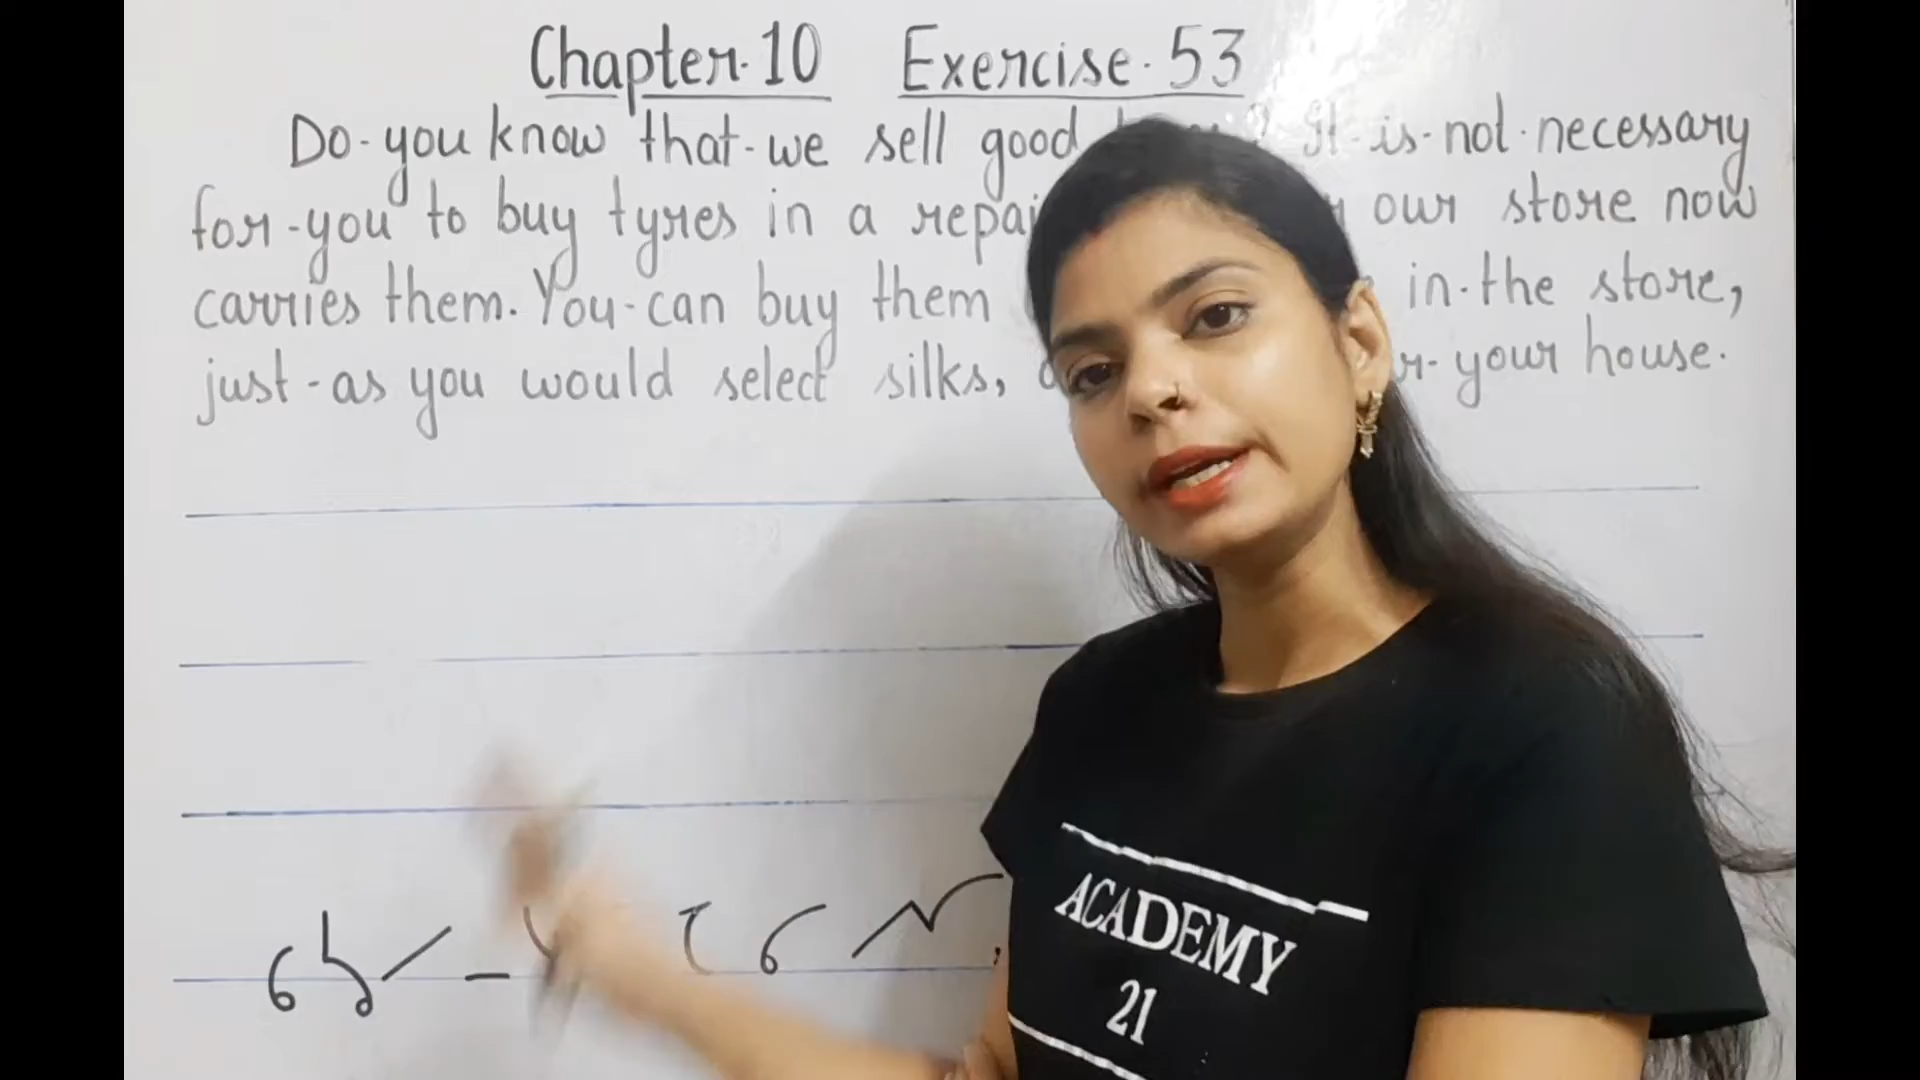 Chapter-10 Exercise-53
Do-you know that-we sell good It-is-not-necessary
for-you to buy tyres in a our store now
carries them. You-can buy them in-the store,
just-as you would select silks, your house.
ACADEMY
21